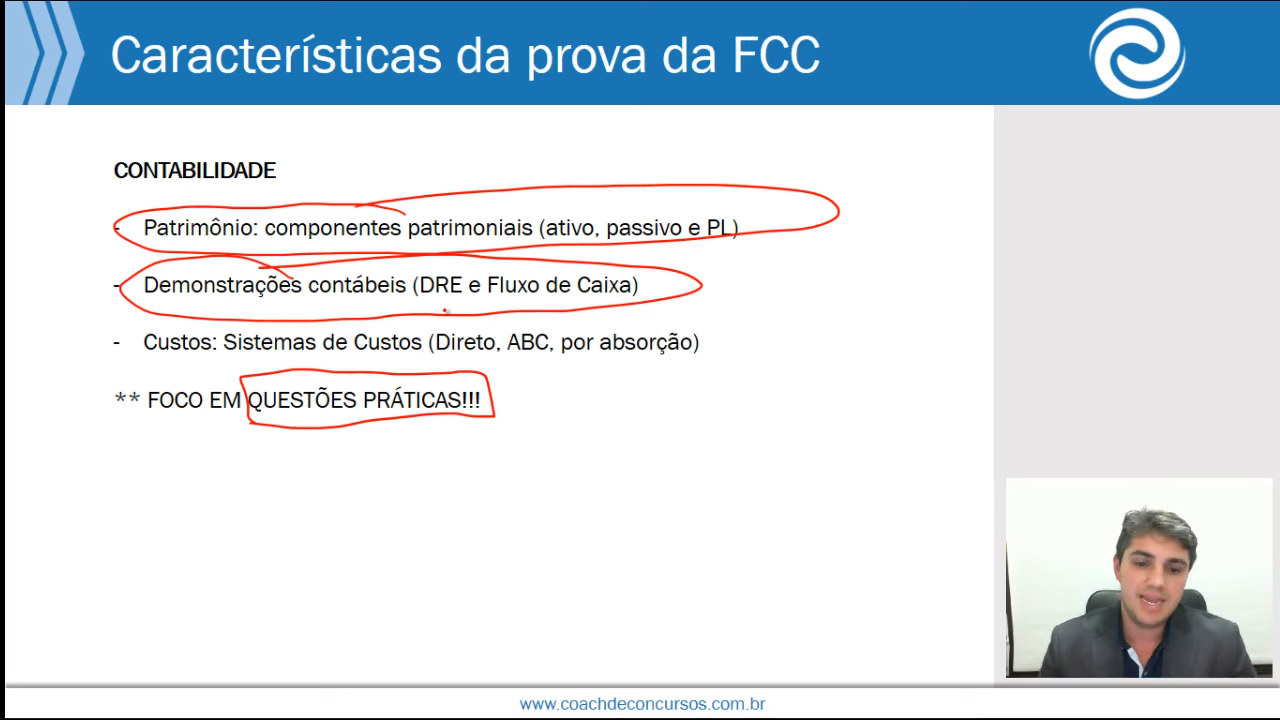 Características da prova da FCC
CONTABILIDADE
- Patrimônio: componentes patrimoniais (ativo, passivo e PL)
- Demonstrações contábeis (DRE e Fluxo de Caixa)
- Custos: Sistemas de Custos (Direto, ABC, por absorção)
** FOCO EM QUESTÕES PRÁTICAS!!!
www.coachdeconcursos.com.br